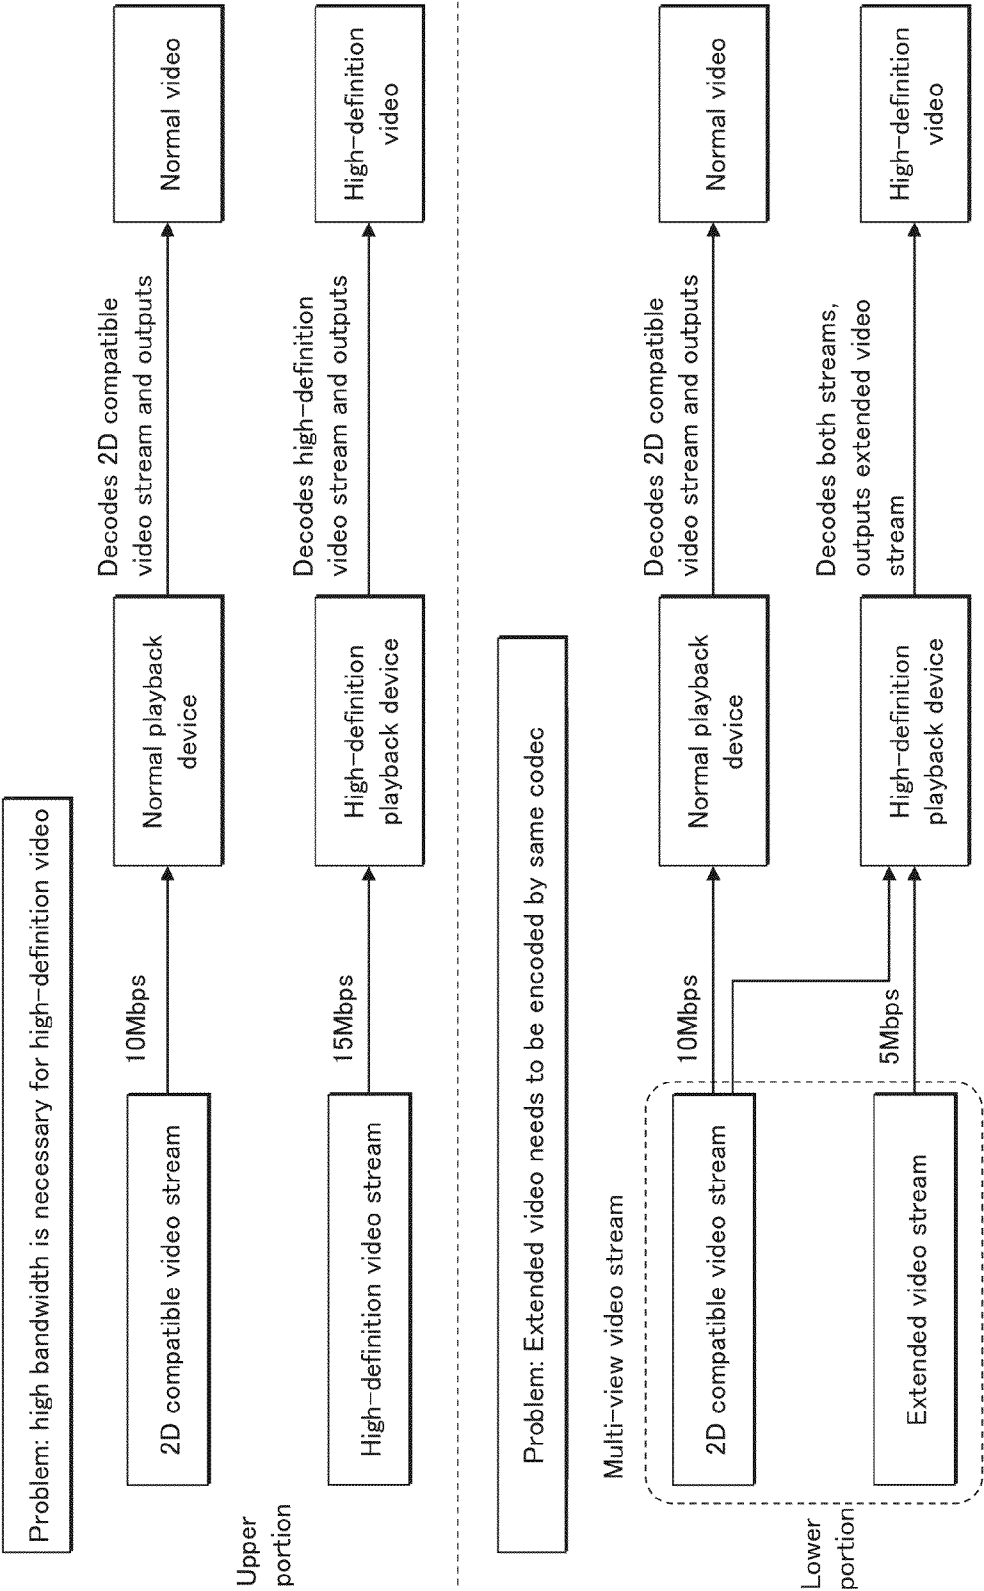 Problem: high bandwidth is necessary for high-definition video
Upper
portion
2D compatible video stream
10Mbps
Normal playback
device
Decodes 2D compatible
video stream and outputs
Normal video
High-definition video stream
15Mbps
High-definition
playback device
Decodes high-definition
video stream and outputs
High-definition
video
Problem: Extended video needs to be encoded by same codec
Lower
portion
Multi-view video stream
2D compatible video stream
10Mbps
Normal playback
device
Decodes 2D compatible
video stream and outputs
Normal video
Extended video stream
5Mbps
High-definition
playback device
Decodes both streams,
outputs extended video
stream
High-definition
video